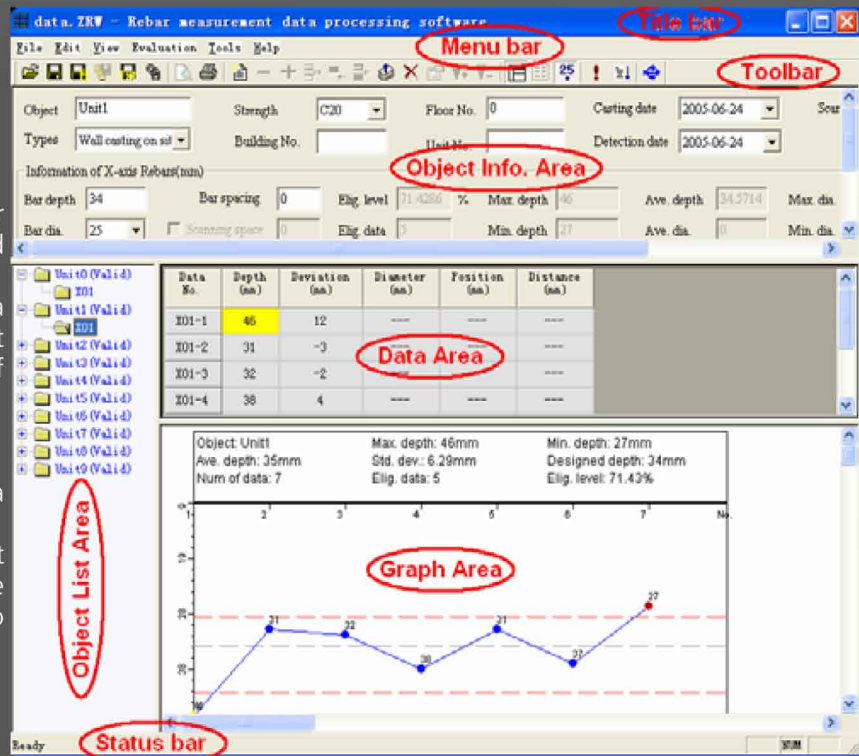 data.ZRW - Rebar measurement data processing software
Title bar
File Edit View Evaluation Tools Help
Menu bar
Toolbar
Object Unit1 Strength C20 Floor No. 0 Casting date 2005-06-24
Types Wall casting on sit Building No. Unit No. Detection date 2005-06-24
Object Info. Area
Information of X-axis Rebars(mm)
Bar depth 34 Bar spacing 0 Elig. level 71.4286 % Max. depth 46 Ave. depth 34.5714 Max. dia.
Bar dia. 25 Scanning space 0 Elig. data 5 Min. depth 27 Ave. dia. 0 Min. dia.
Unit0(Valid)
X01
Unit1(Valid)
X01
Unit2(Valid)
Unit3(Valid)
Unit4(Valid)
Unit5(Valid)
Unit6(Valid)
Unit7(Valid)
Unit8(Valid)
Unit9(Valid)
Object List Area
Data No. Depth (mm) Deviation (mm) Diameter (mm) Position (mm) Distance (mm)
X01-1 46 12 --- --- ---
X01-2 31 -3 --- --- ---
X01-3 32 -2 --- --- ---
X01-4 38 4 --- --- ---
Data Area
Object: Unit1 Max. depth: 46mm Min. depth: 27mm
Ave. depth: 35mm Std. dev.: 6.29mm Designed depth: 34mm
Num of data: 7 Elig. data: 5 Elig. level: 71.43%
1 2 3 4 5 6 7 No.
Graph Area
27
31 32 31
38 37
Ready
Status bar
NUM